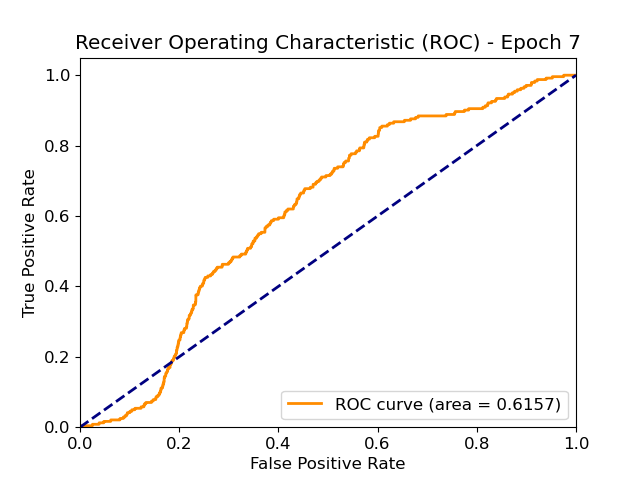 Receiver Operating Characteristic (ROC) - Epoch 7
1.0
0.8
0.6
0.4
0.2
0.0
True Positive Rate
ROC curve (area = 0.6157)
0.0 0.2 0.4 0.6 0.8 1.0
False Positive Rate